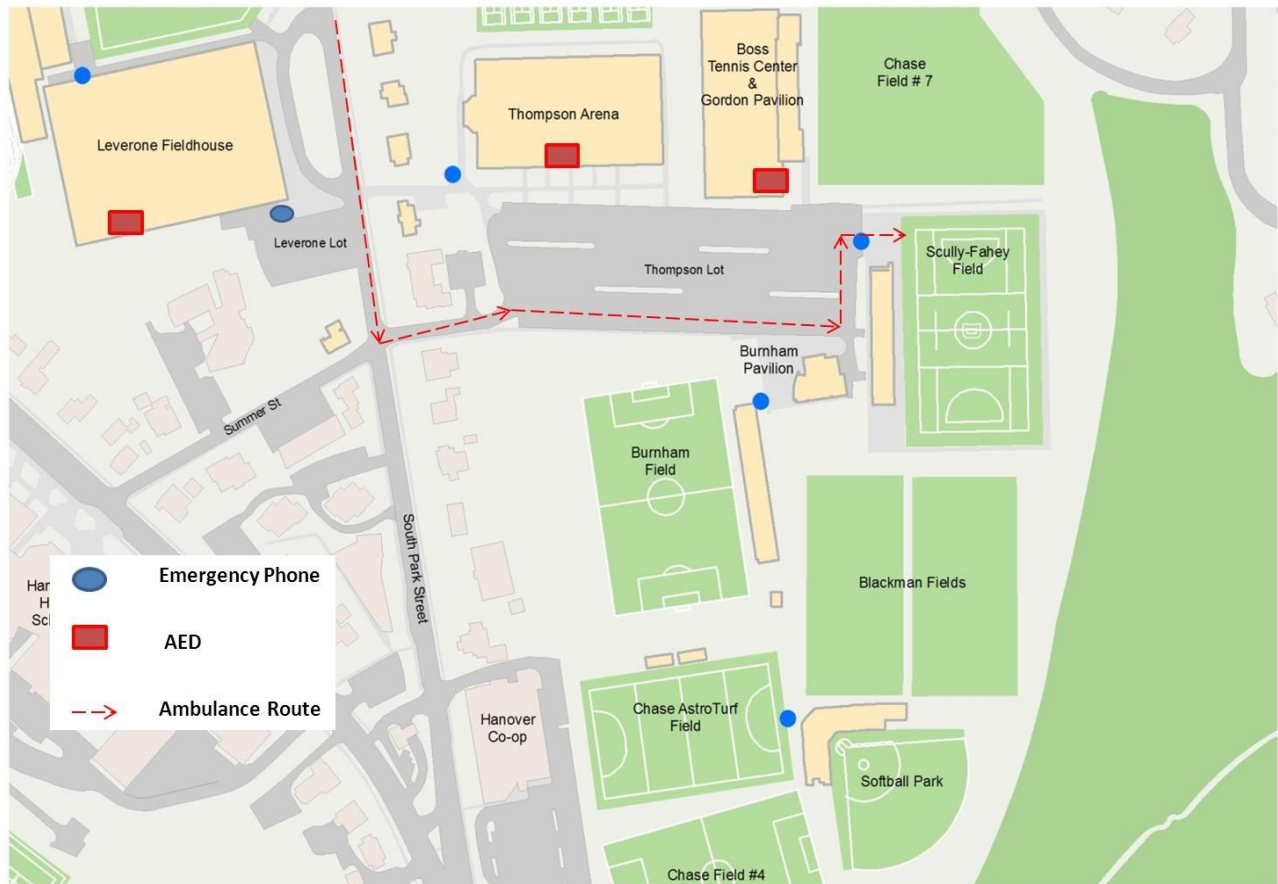 Boss
Tennis Center
&
Gordon Pavilion
Chase
Field # 7
Thompson Arena
Leverone Fieldhouse
Leverone Lot
Scully-Fahey
Field
Thompson Lot
Burnham
Pavilion
Summer St
Burnham
Field
South Park Street
Blackman Fields
Emergency Phone
AED
Ambulance Route
Chase AstroTurf
Field
Hanover
Co-op
Softball Park
Chase Field #4